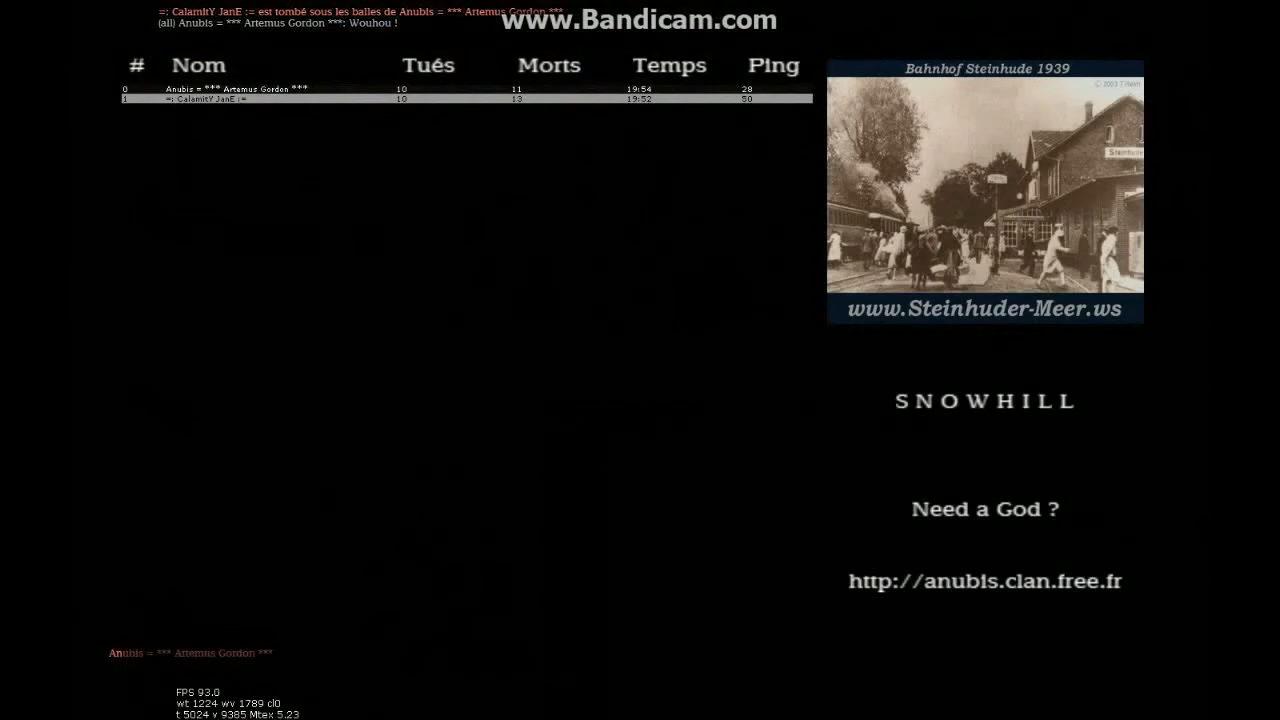 =: CalamitY JanE := est tombé sous les balles de Anubis = *** Artemus Gordon ***
(all) Anubis = *** Artemus Gordon ***: Wouhou !
www.Bandicam.com
# Nom Tués Morts Temps Ping
0 Anubis = *** Artemus Gordon *** 10 11 19:54 28
1 =: CalamitY JanE := 10 13 19:52 50
Bahnhof Steinhude 1939
www.Steinhuder-Meer.ws
SNOWHILL
Need a God ?
http://anubis.clan.free.fr
Anubis = *** Artemus Gordon ***
FPS 93.0
wt 1224 wv 1789 cl0
t 5024 v 9385 Mtex 5.23